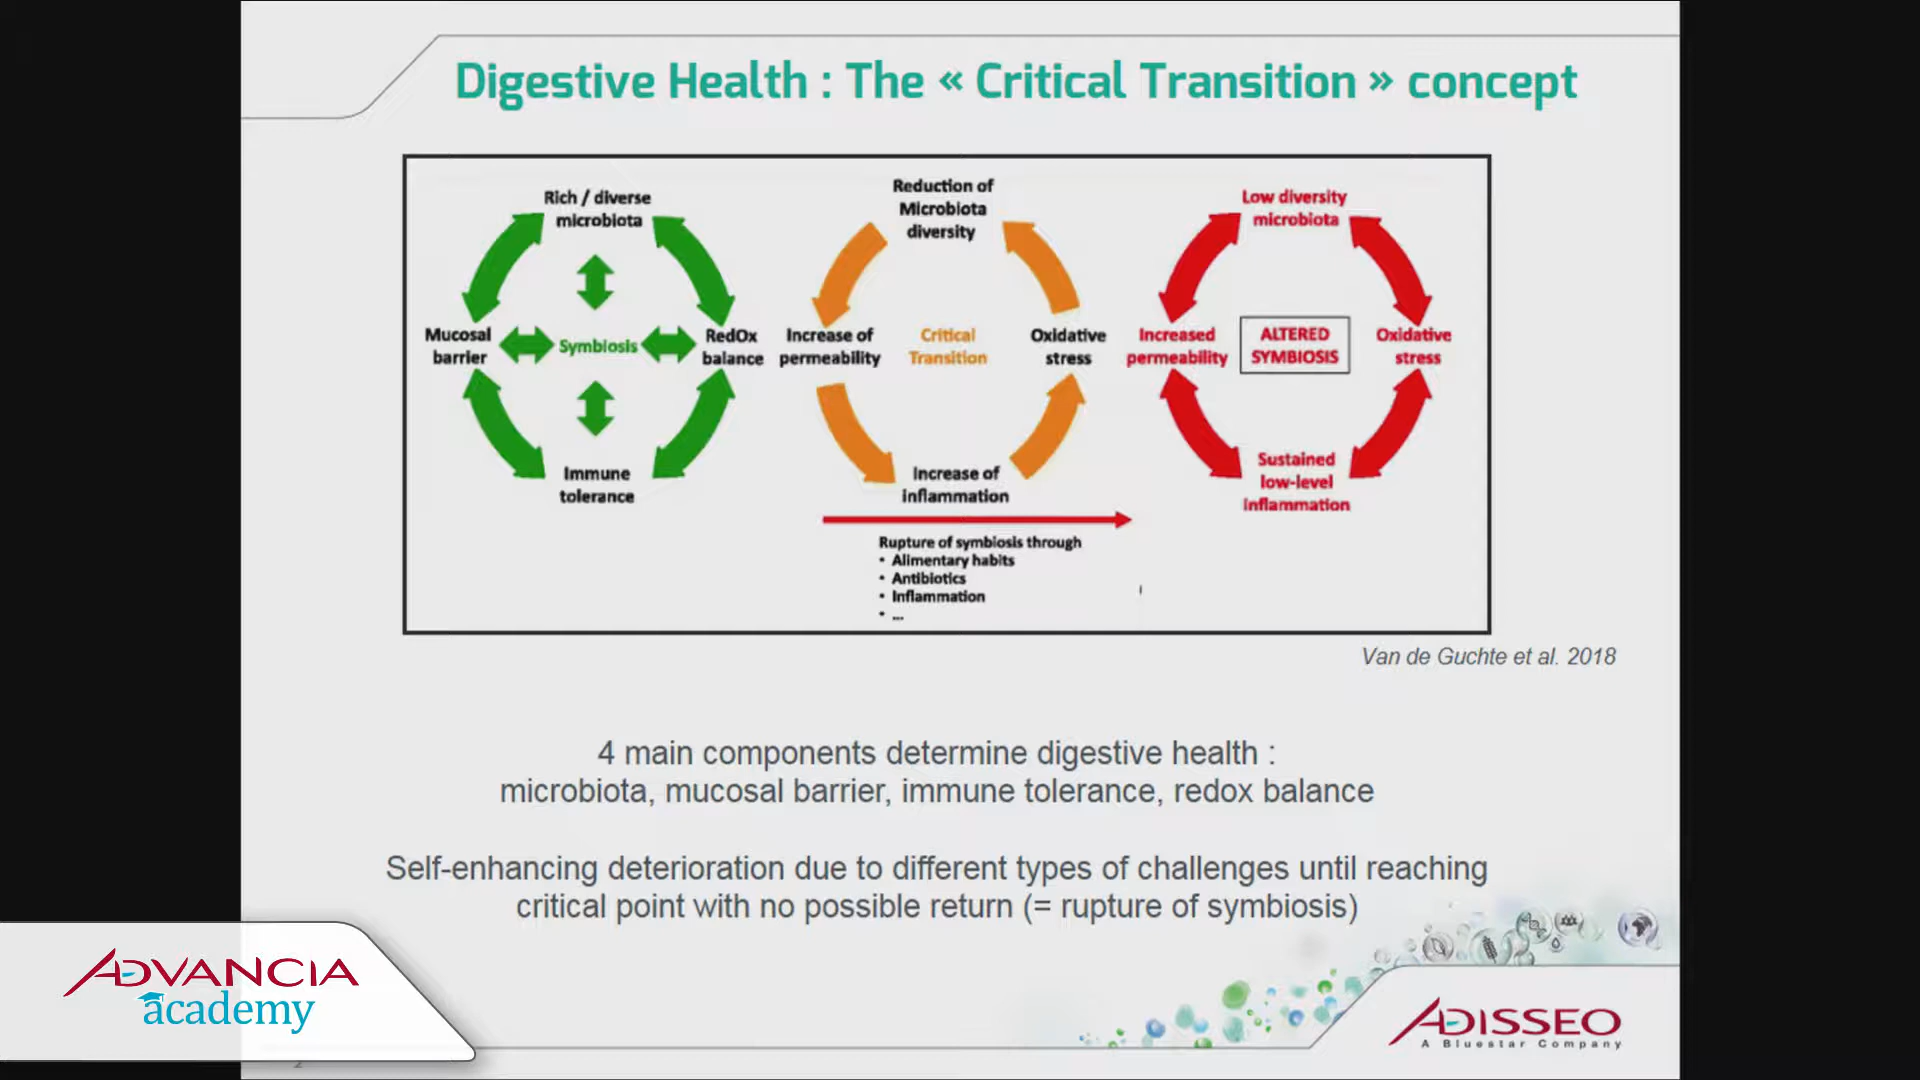 Digestive Health : The « Critical Transition » concept
Rich / diverse
microbiota
Mucosal
barrier
Symbiosis
RedOx
balance
Immune
tolerance
Reduction of
Microbiota
diversity
Increase of
permeability
Critical
Transition
Oxidative
stress
Increase of
inflammation
Rupture of symbiosis through
• Alimentary habits
• Antibiotics
• Inflammation
• ...
Low diversity
microbiota
Increased
permeability
ALTERED
SYMBIOSIS
Oxidative
stress
Sustained
low-level
inflammation
Van de Guchte et al. 2018
4 main components determine digestive health :
microbiota, mucosal barrier, immune tolerance, redox balance
Self-enhancing deterioration due to different types of challenges until reaching
critical point with no possible return (= rupture of symbiosis)
ADVANCIA
academy
ADISSEO
A Bluestar Company